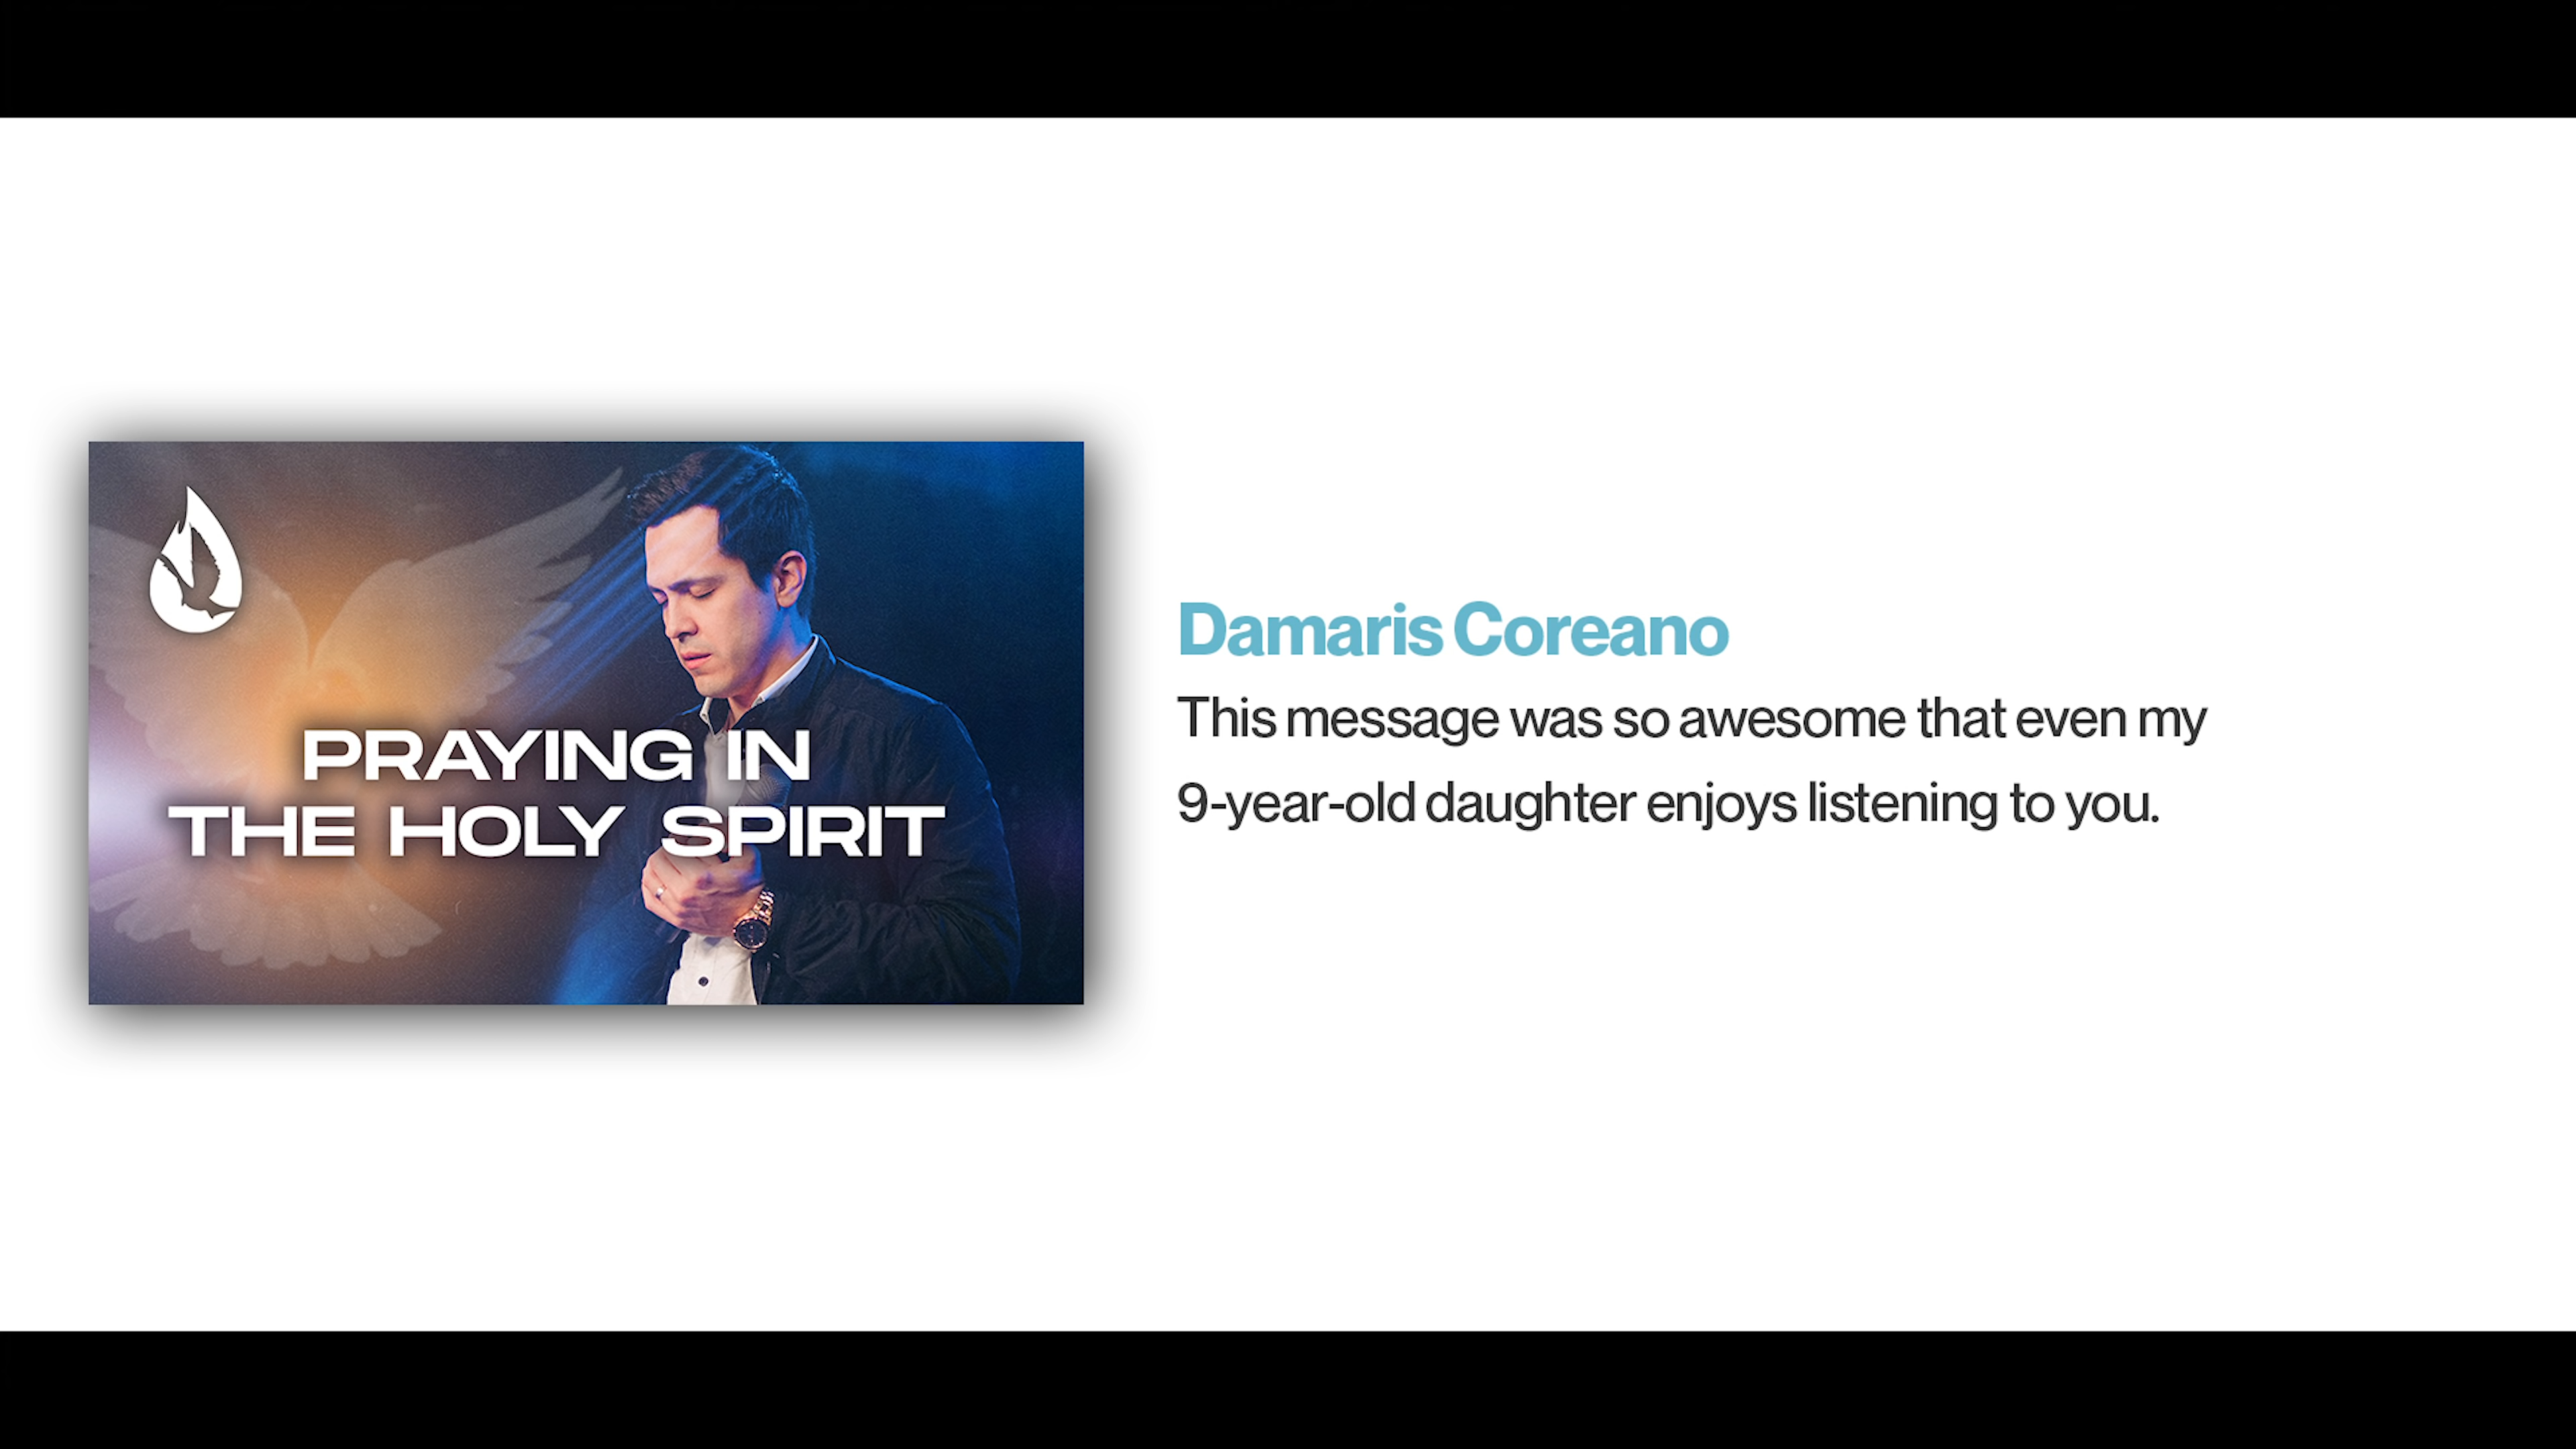 PRAYING IN
THE HOLY SPIRIT
Damaris Coreano
This message was so awesome that even my
9-year-old daughter enjoys listening to you.